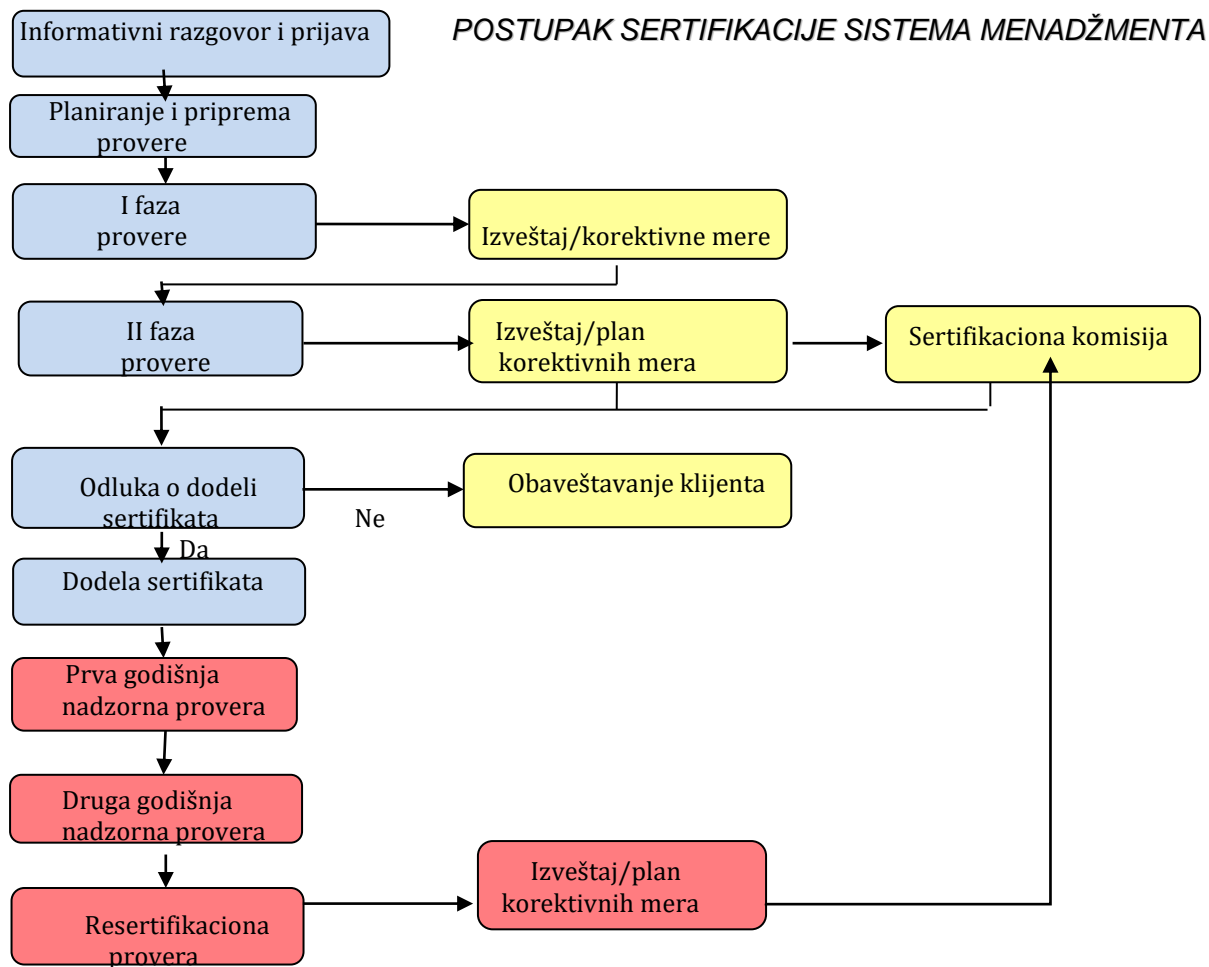 POSTUPAK SERTIFIKACIJE SISTEMA MENADŽMENTA
Informativni razgovor i prijava
Planiranje i priprema
provere
I faza
provere
Izveštaj/korektivne mere
II faza
provere
Izveštaj/plan
korektivnih mera
Sertifikaciona komisija
Odluka o dodeli
sertifikata
Ne
Obaveštavanje klijenta
Da
Dodela sertifikata
Prva godišnja
nadzorna provera
Druga godišnja
nadzorna provera
Resertifikaciona
provera
Izveštaj/plan
korektivnih mera